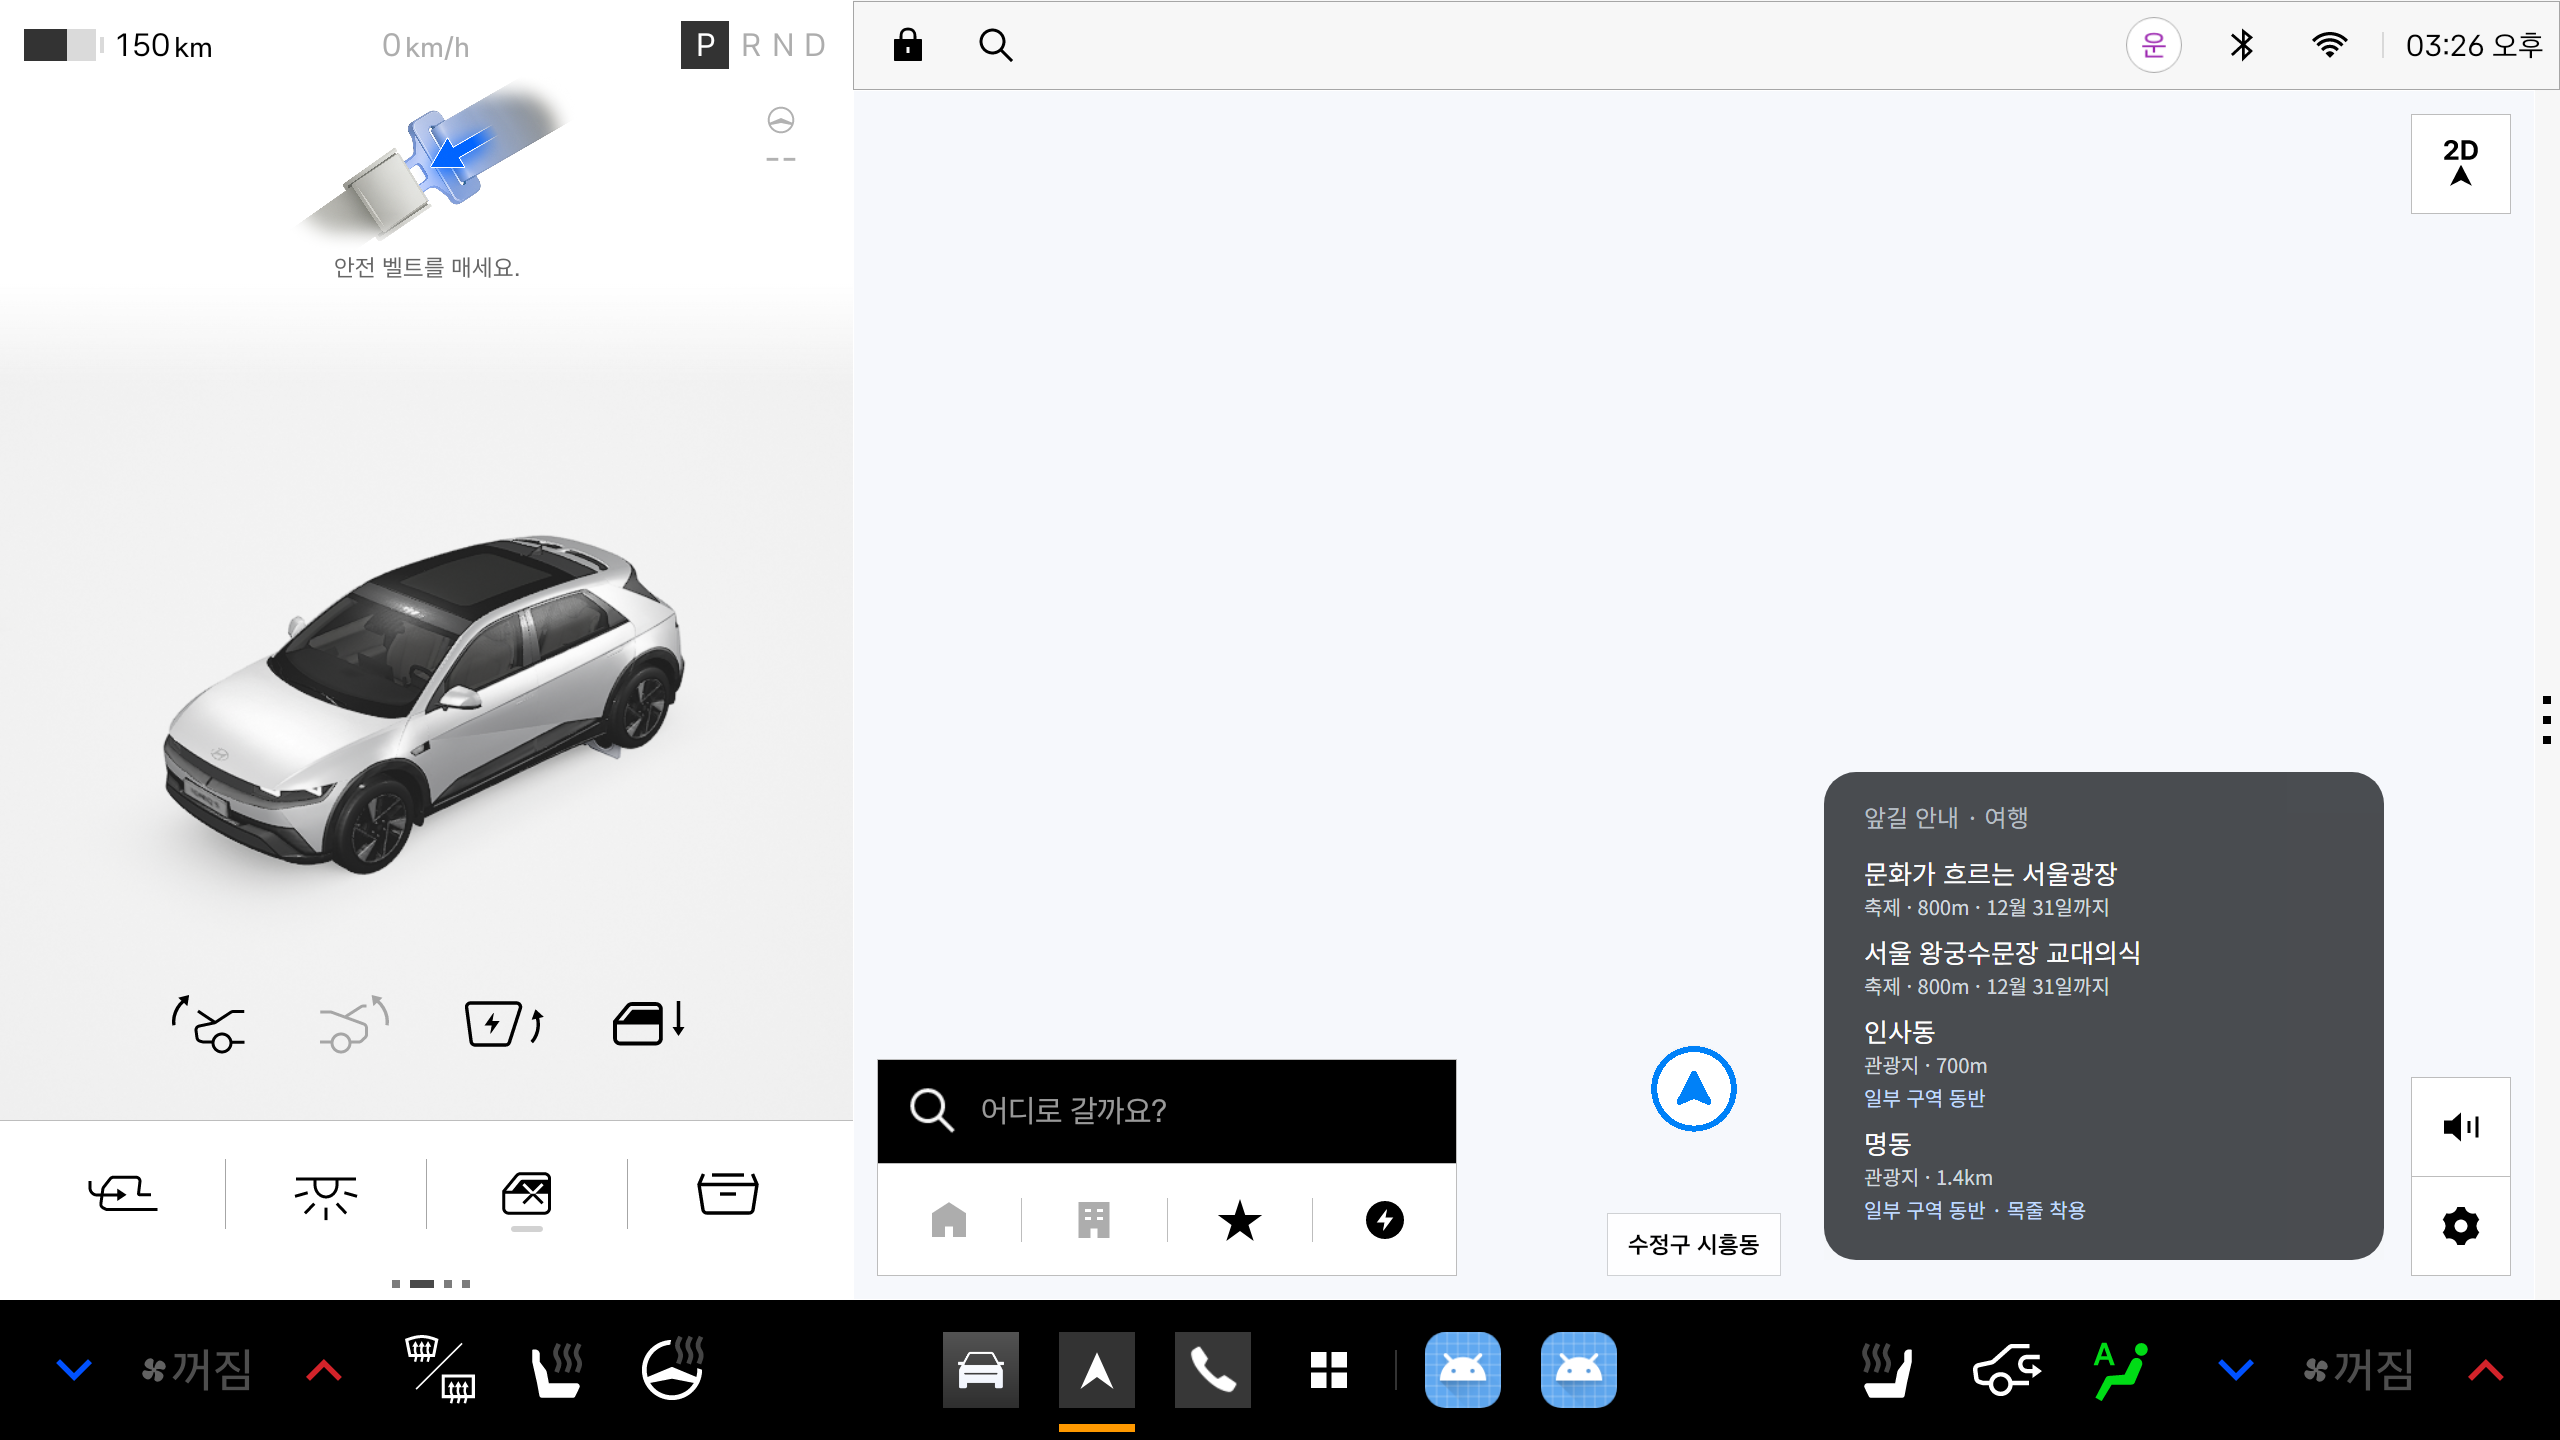 150 km
0 km/h
P R N D
운
03:26 오후
안전 벨트를 매세요.
2D
앞길 안내 · 여행
문화가 흐르는 서울광장
축제 · 800m · 12월 31일까지
서울 왕궁수문장 교대의식
축제 · 800m · 12월 31일까지
인사동
관광지 · 700m
일부 구역 동반
명동
관광지 · 1.4km
일부 구역 동반 · 목줄 착용
어디로 갈까요?
수정구 시흥동
꺼짐
A
꺼짐